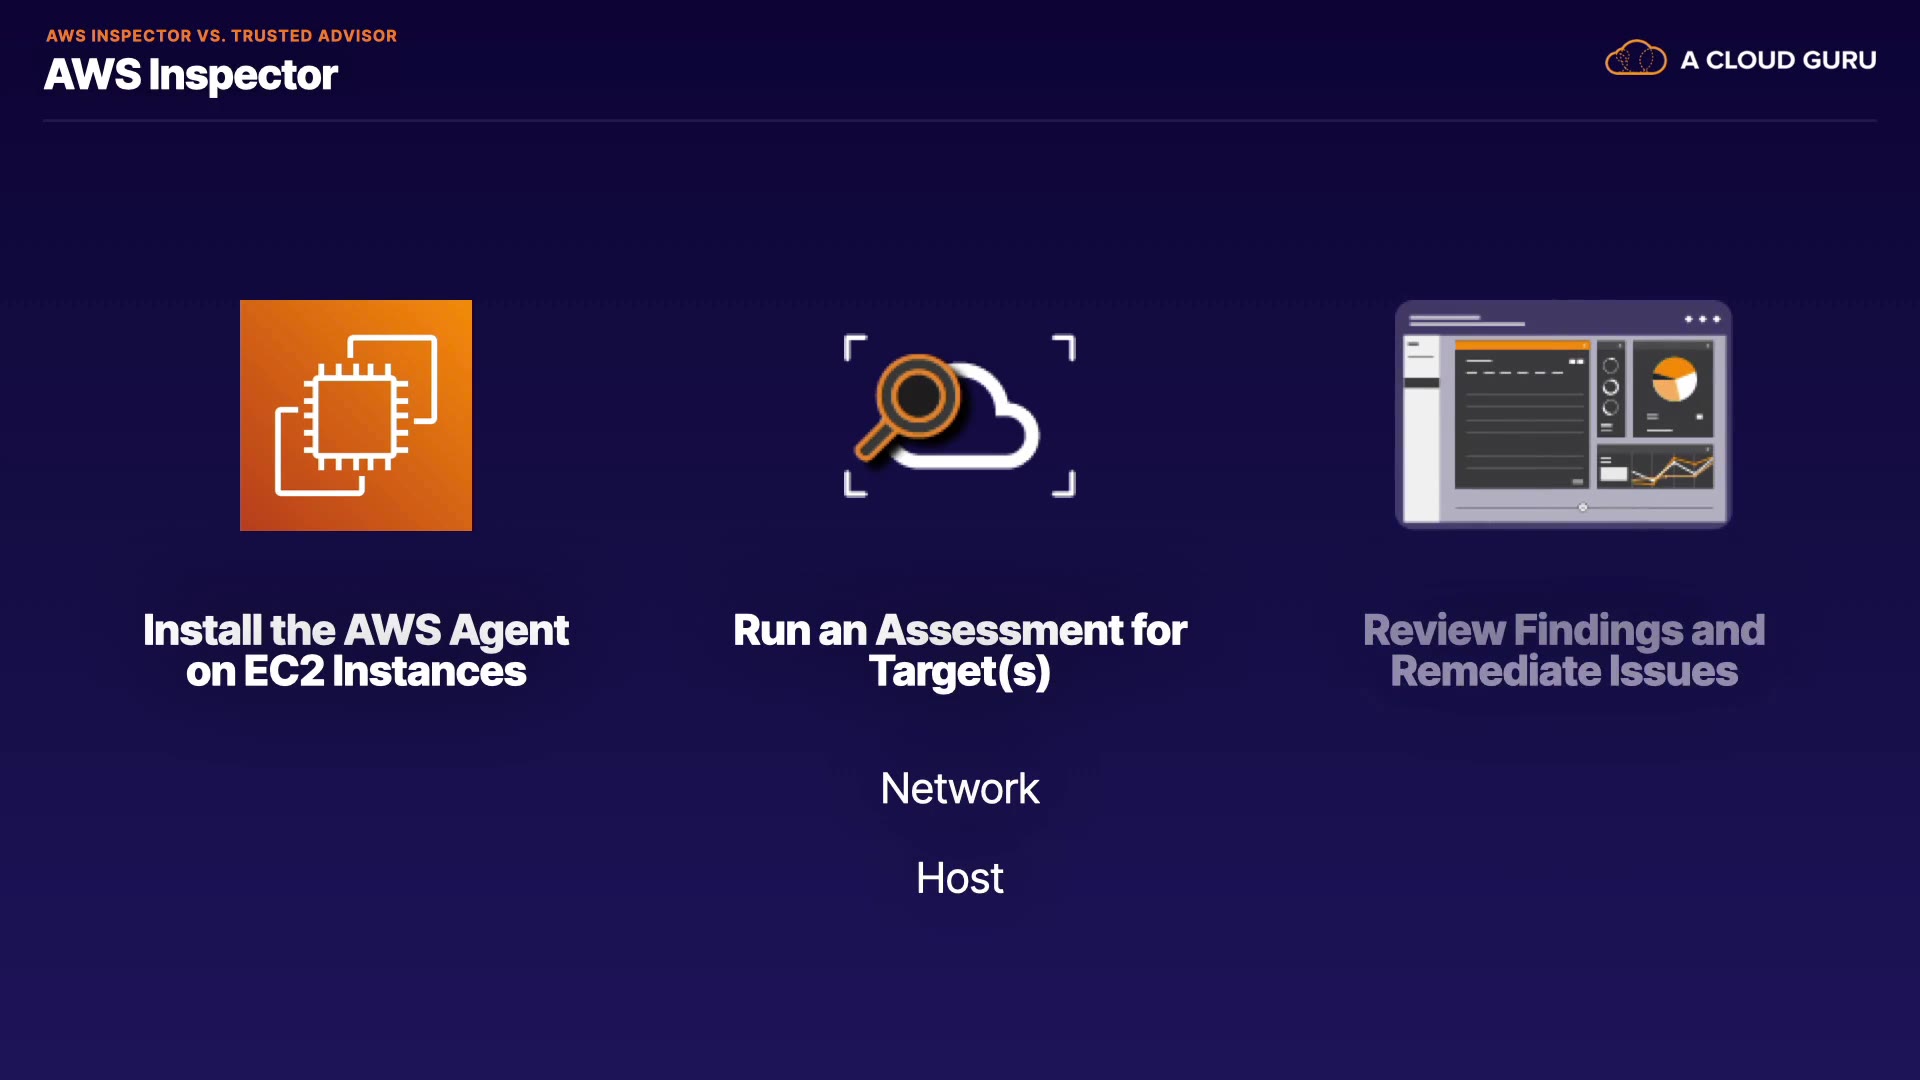 AWS INSPECTOR VS. TRUSTED ADVISOR
AWS Inspector
A CLOUD GURU
Install the AWS Agent
on EC2 Instances
Run an Assessment for
Target(s)
Network
Host
Review Findings and
Remediate Issues